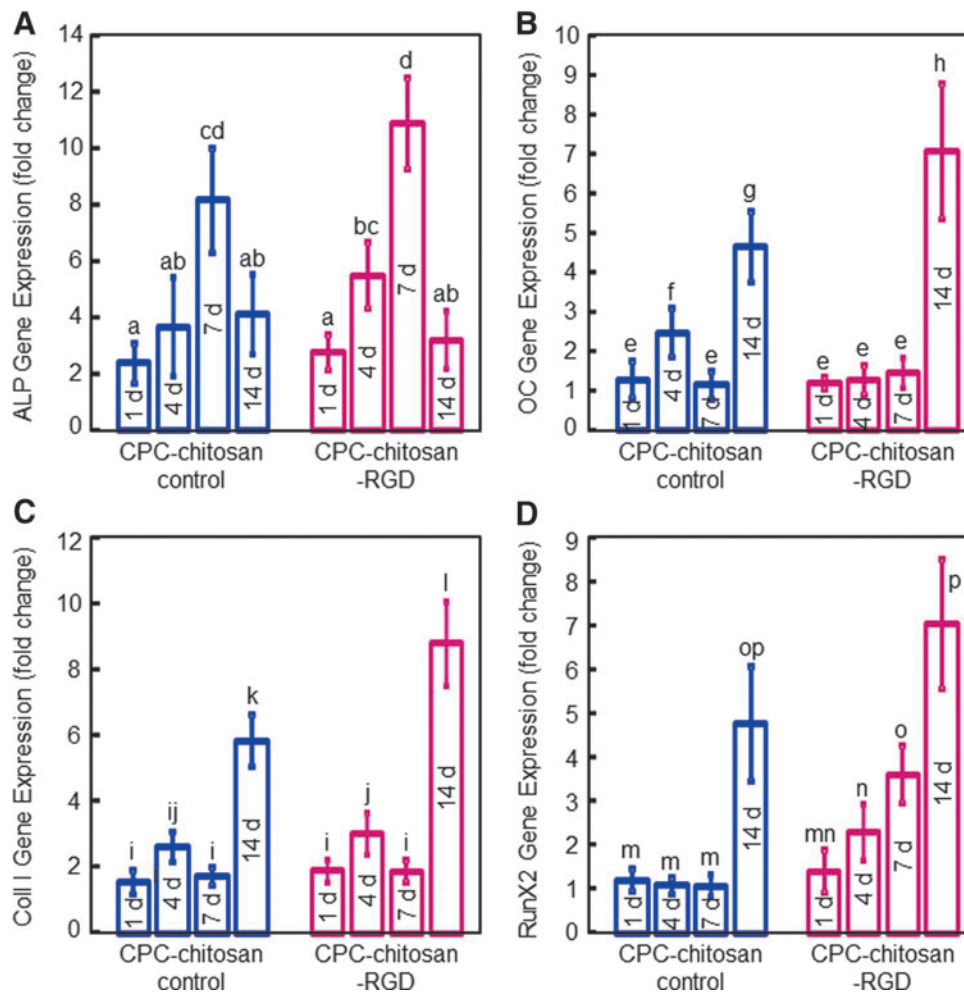 A
ALP Gene Expression (fold change)
14
12
10
8
6
4
2
0
a
ab
cd
ab
a
bc
d
ab
1 d
4 d
7 d
14 d
1 d
4 d
7 d
14 d
CPC-chitosan
control
CPC-chitosan
-RGD
B
OC Gene Expression (fold change)
10
9
8
7
6
5
4
3
2
1
0
e
f
e
g
e
e
e
h
1 d
4 d
7 d
14 d
1 d
4 d
7 d
14 d
CPC-chitosan
control
CPC-chitosan
-RGD
C
Coll I Gene Expression (fold change)
12
10
8
6
4
2
0
i
ij
i
k
i
j
i
l
1 d
4 d
7 d
14 d
1 d
4 d
7 d
14 d
CPC-chitosan
control
CPC-chitosan
-RGD
D
RunX2 Gene Expression (fold change)
9
8
7
6
5
4
3
2
1
0
m
m
m
op
mn
n
o
p
1 d
4 d
7 d
14 d
1 d
4 d
7 d
14 d
CPC-chitosan
control
CPC-chitosan
-RGD